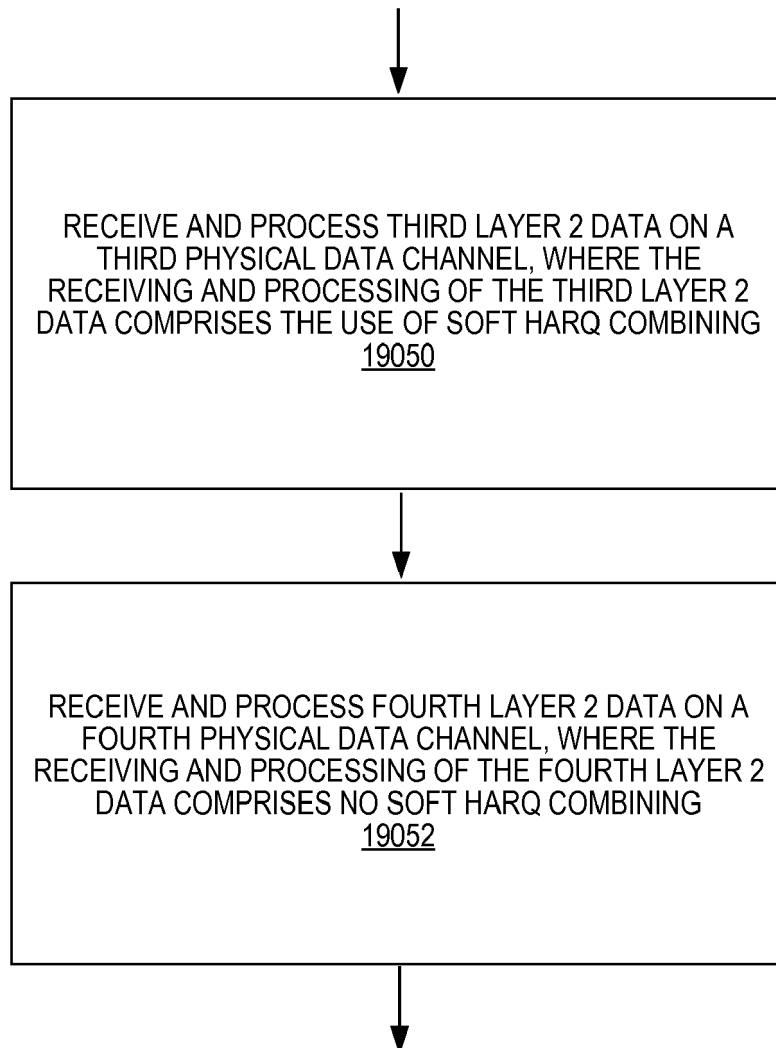 RECEIVE AND PROCESS THIRD LAYER 2 DATA ON A
THIRD PHYSICAL DATA CHANNEL, WHERE THE
RECEIVING AND PROCESSING OF THE THIRD LAYER 2
DATA COMPRISES THE USE OF SOFT HARQ COMBINING
19050
RECEIVE AND PROCESS FOURTH LAYER 2 DATA ON A
FOURTH PHYSICAL DATA CHANNEL, WHERE THE
RECEIVING AND PROCESSING OF THE FOURTH LAYER 2
DATA COMPRISES NO SOFT HARQ COMBINING
19052